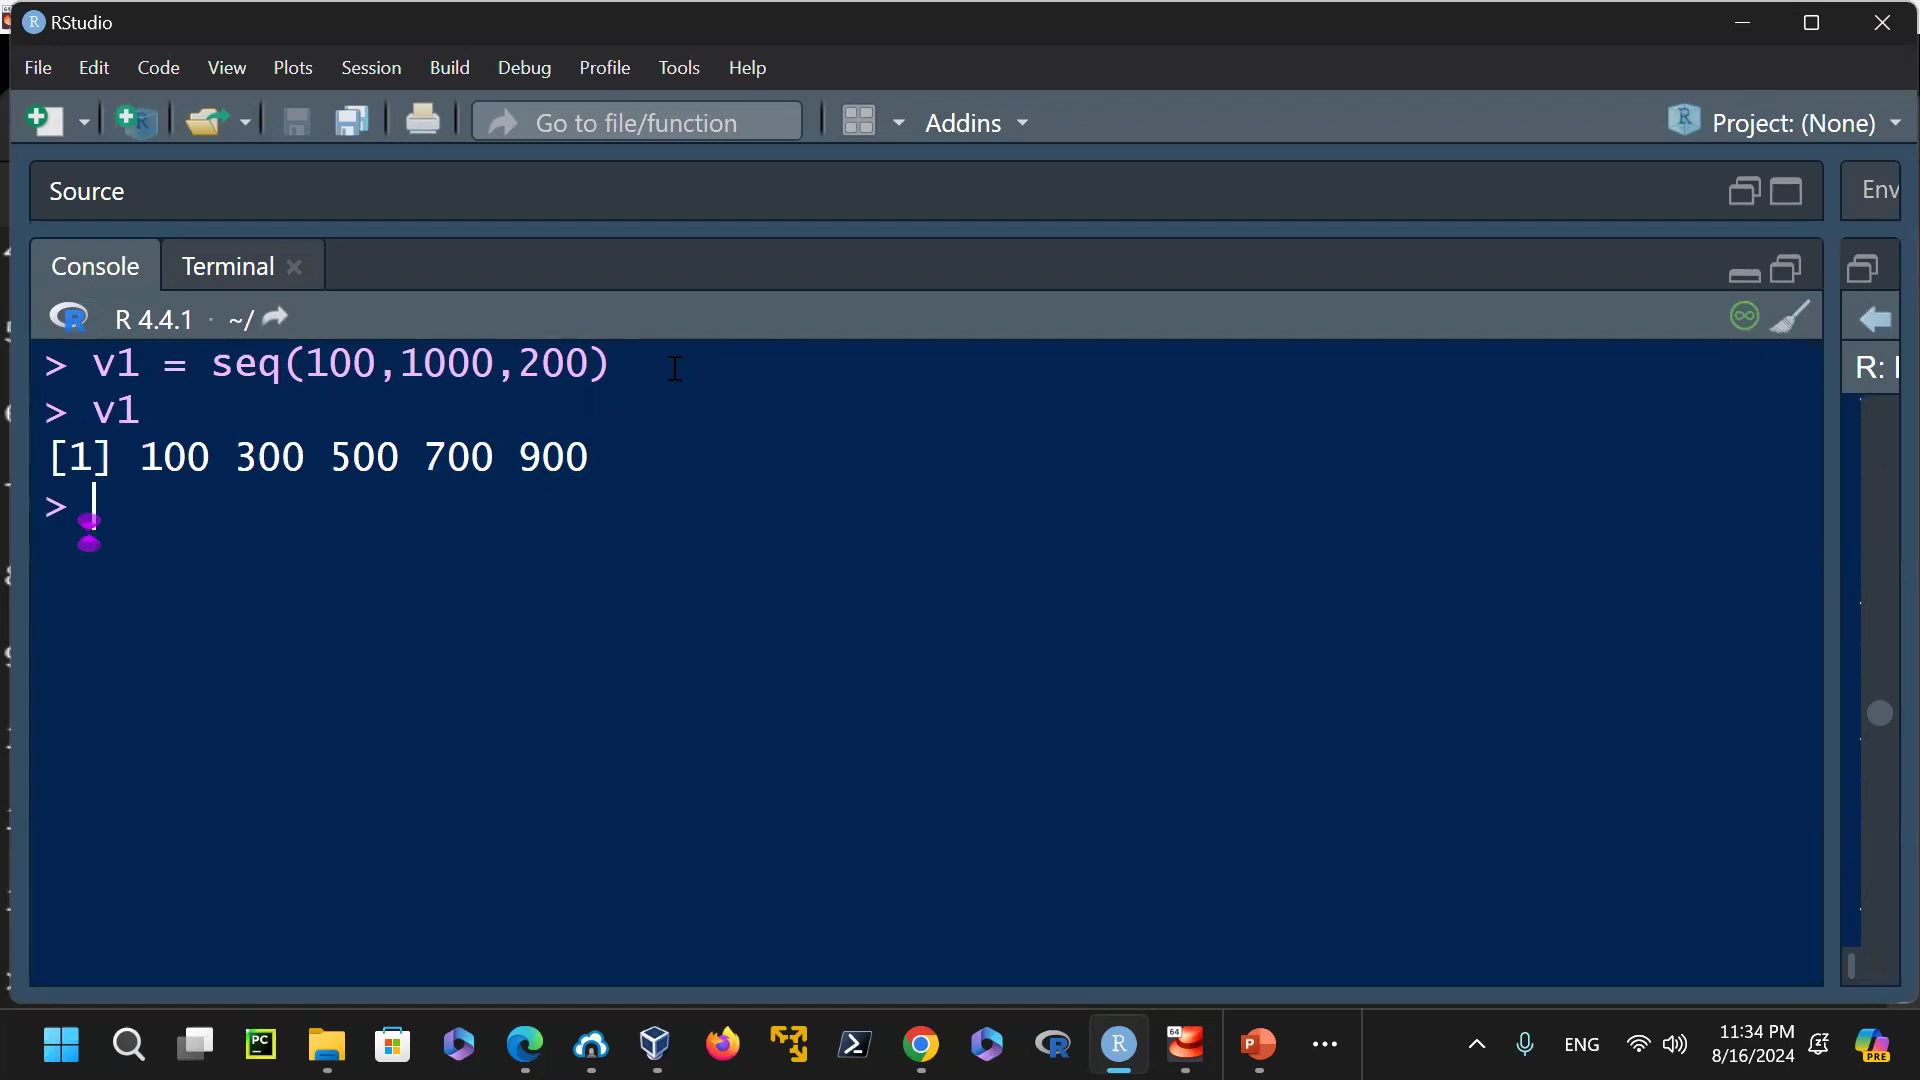 RStudio
File Edit Code View Plots Session Build Debug Profile Tools Help
Go to file/function Addins Project: (None)
Source Env
Console Terminal
R 4.4.1 · ~/
> v1 = seq(100,1000,200)
R:
> v1
[1] 100 300 500 700 900
>
11:34 PM
ENG
8/16/2024